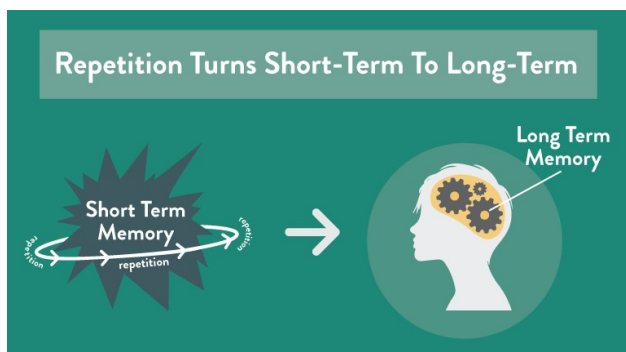 Repetition Turns Short-Term To Long-Term
Short Term
Memory
repetition
repetition
repetition
Long Term
Memory